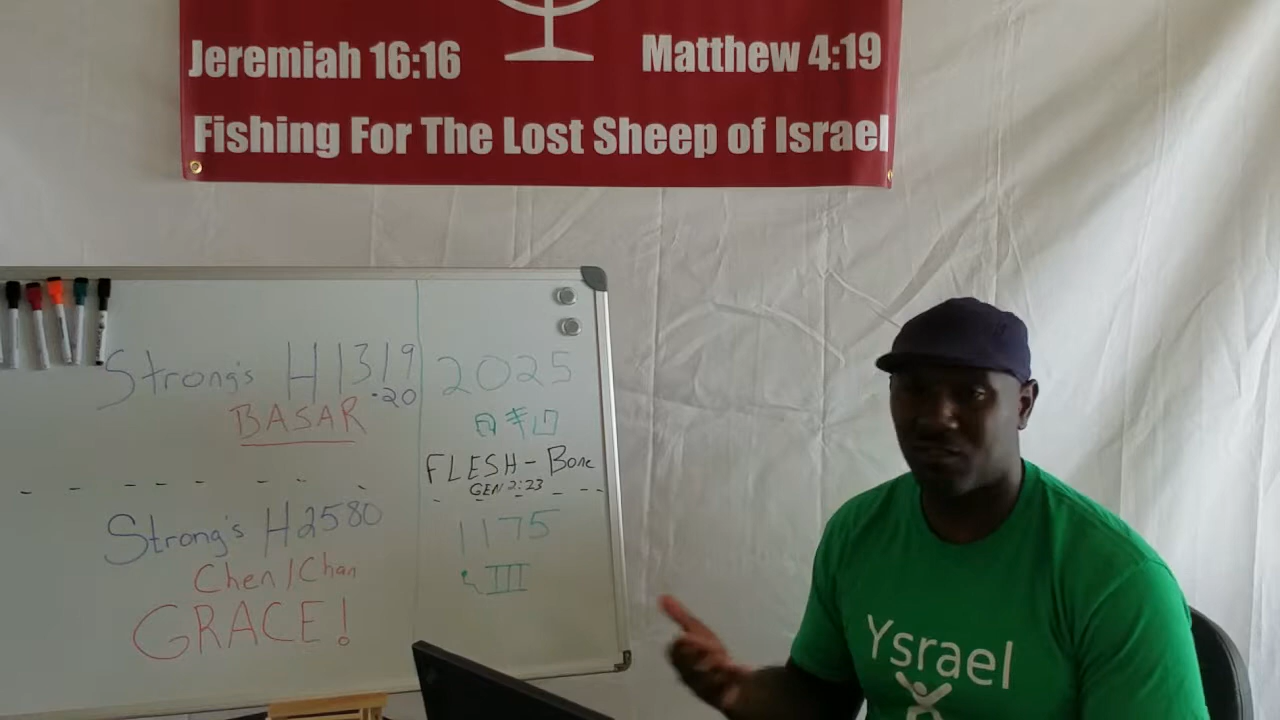 Jeremiah 16:16 Matthew 4:19
Fishing For The Lost Sheep of Israel
Strong's H1319
-20
BASAR
2025
FLESH - Bone
GEN 2:23
Strong's H2580
Chen/Chan
GRACE!
1175
Ysrael